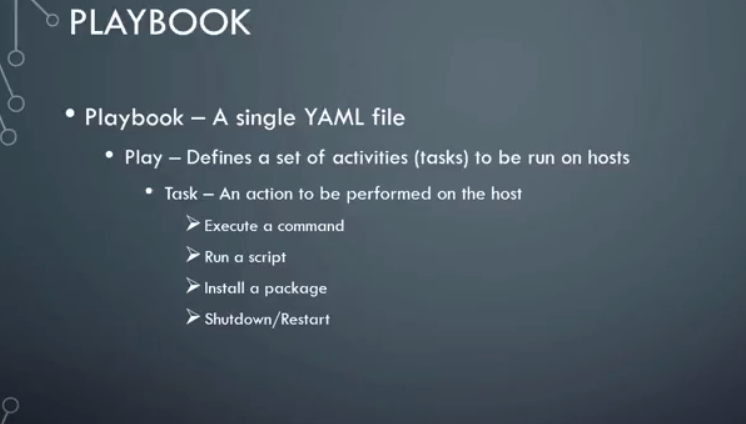 PLAYBOOK
• Playbook – A single YAML file
• Play – Defines a set of activities (tasks) to be run on hosts
• Task – An action to be performed on the host
➢ Execute a command
➢ Run a script
➢ Install a package
➢ Shutdown/Restart